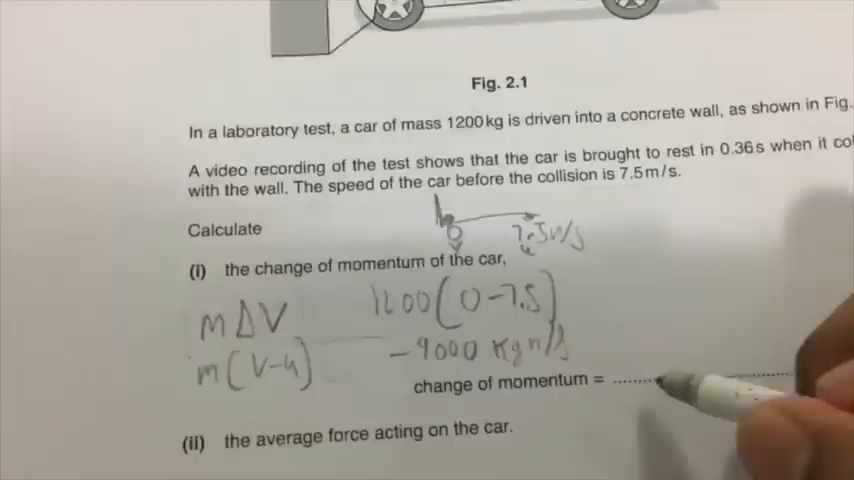 Fig. 2.1
In a laboratory test, a car of mass 1200 kg is driven into a concrete wall, as shown in Fig.
A video recording of the test shows that the car is brought to rest in 0.36 s when it co
with the wall. The speed of the car before the collision is 7.5 m/s.
Calculate
7.5m/s
u
(i) the change of momentum of the car,
mΔV 1200(0-7.5)
m(V-u) -9000 kgm/s
change of momentum = ........
(ii) the average force acting on the car.